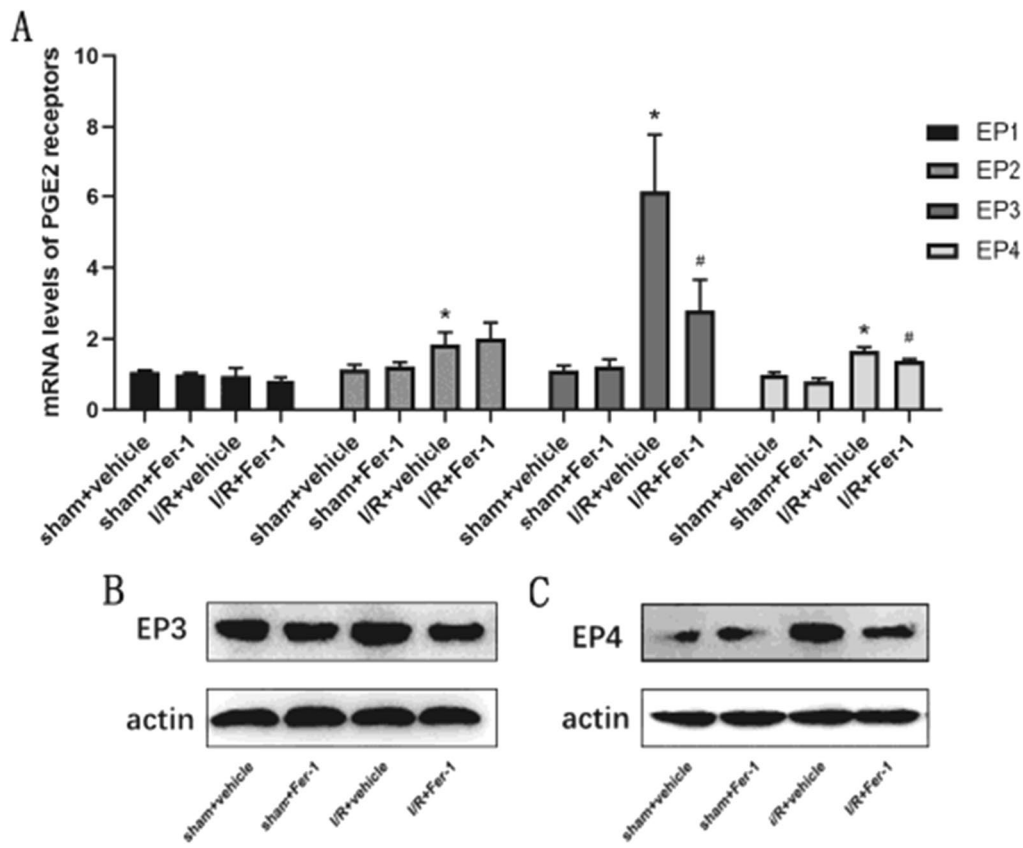 A
mRNA levels of PGE2 receptors
10
8
6
4
2
0
*
*
#
*
#
EP1
EP2
EP3
EP4
sham+vehicle
sham+Fer-1
I/R+vehicle
I/R+Fer-1
sham+vehicle
sham+Fer-1
I/R+vehicle
I/R+Fer-1
sham+vehicle
sham+Fer-1
I/R+vehicle
I/R+Fer-1
sham+vehicle
sham+Fer-1
I/R+vehicle
I/R+Fer-1
B
EP3
actin
sham+vehicle
sham+Fer-1
I/R+vehicle
I/R+Fer-1
C
EP4
actin
sham+vehicle
sham+Fer-1
I/R+vehicle
I/R+Fer-1